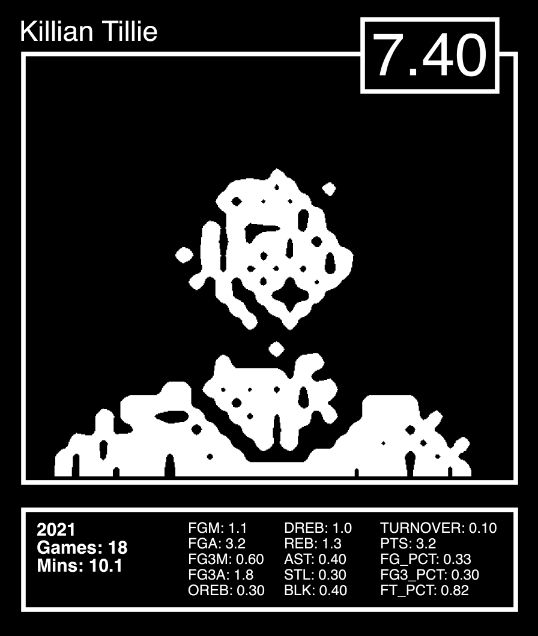 Killian Tillie
7.40
2021
Games: 18
Mins: 10.1
FGM: 1.1
FGA: 3.2
FG3M: 0.60
FG3A: 1.8
OREB: 0.30
DREB: 1.0
REB: 1.3
AST: 0.40
STL: 0.30
BLK: 0.40
TURNOVER: 0.10
PTS: 3.2
FG_PCT: 0.33
FG3_PCT: 0.30
FT_PCT: 0.82